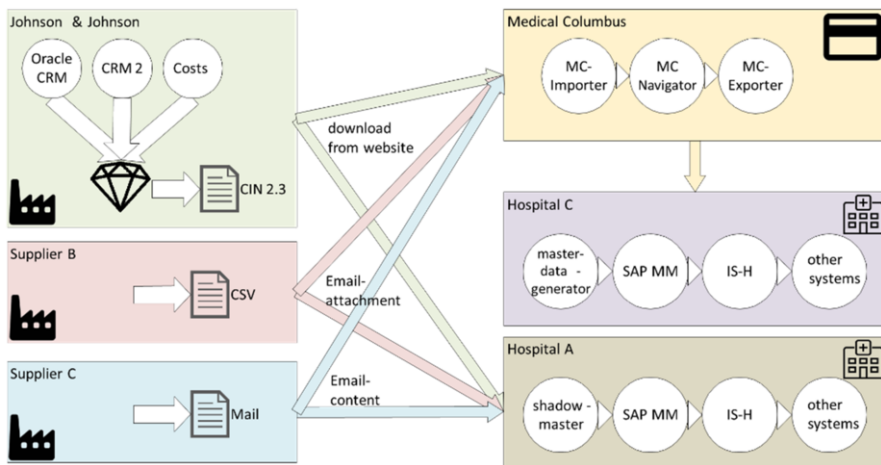 Johnson & Johnson
Oracle
CRM
CRM 2
Costs
CIN 2.3
Supplier B
CSV
Supplier C
Mail
download
from website
Email-
attachment
Email-
content
Medical Columbus
MC-
Importer
MC
Navigator
MC-
Exporter
Hospital C
master-
data -
generator
SAP MM
IS-H
other
systems
Hospital A
shadow -
master
SAP MM
IS-H
other
systems